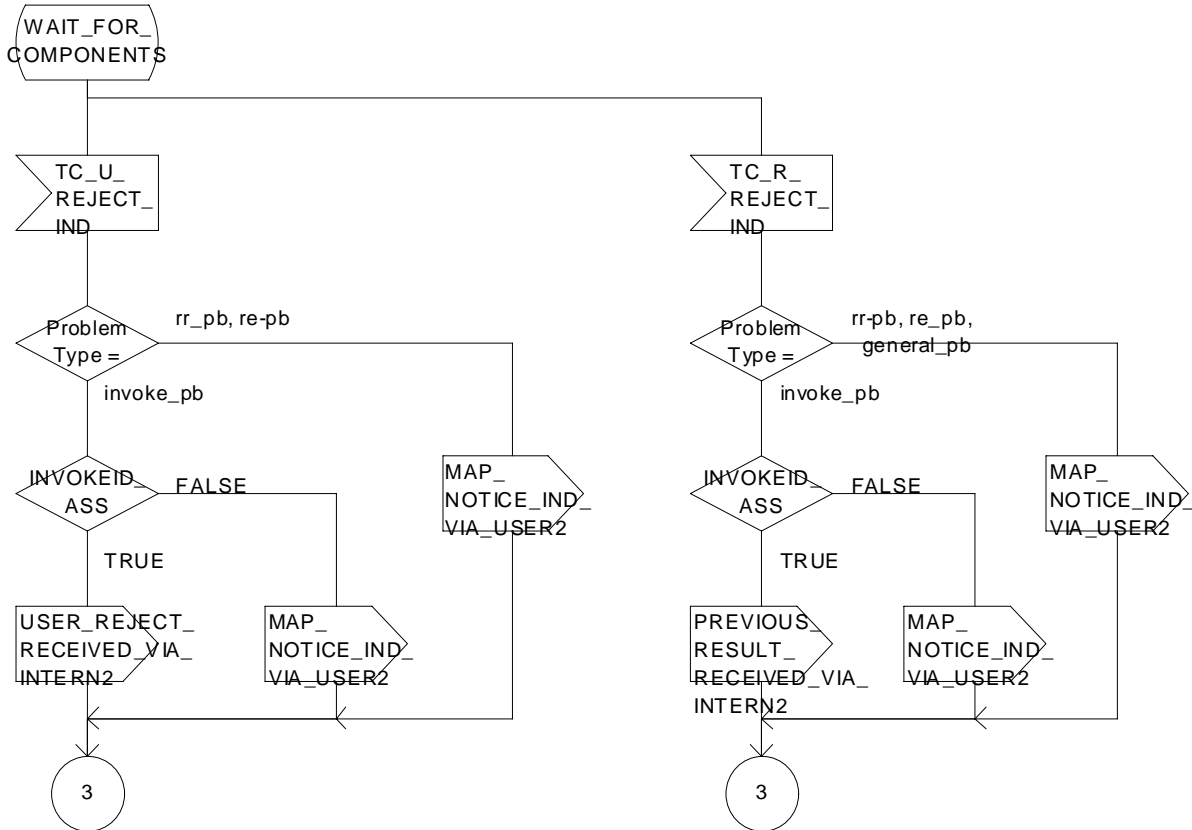 WAIT_FOR_
COMPONENTS
TC_U_
REJECT_
IND
TC_R_
REJECT_
IND
Problem
Type =
rr_pb, re-pb
invoke_pb
Problem
Type =
rr-pb, re_pb,
general_pb
invoke_pb
INVOKEID_
ASS
FALSE
TRUE
MAP_
NOTICE_IND_
VIA_USER2
INVOKEID_
ASS
FALSE
TRUE
MAP_
NOTICE_IND_
VIA_USER2
USER_REJECT_
RECEIVED_VIA_
INTERN2
MAP_
NOTICE_IND_
VIA_USER2
PREVIOUS_
RESULT_
RECEIVED_VIA_
INTERN2
MAP_
NOTICE_IND_
VIA_USER2
3
3